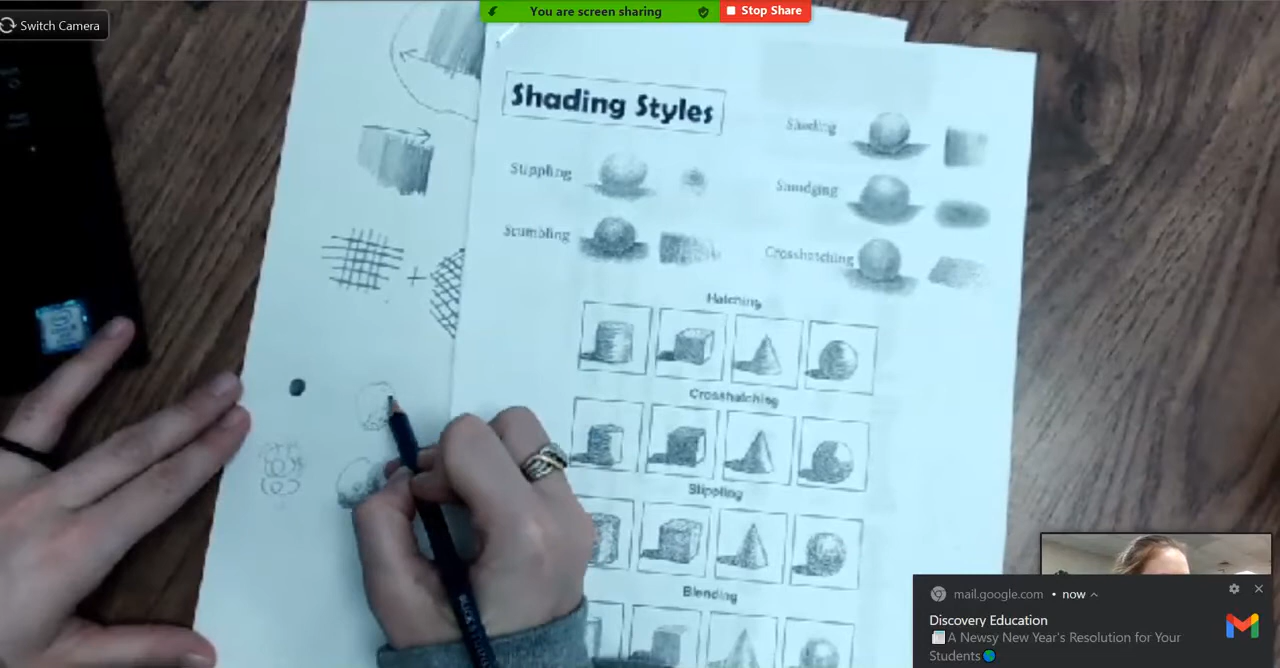 Switch Camera
You are screen sharing
Stop Share
Shading Styles
Shading
Stippling
Smudging
Scumbling
Crosshatching
Hatching
Crosshatching
Stippling
Blending
mail.google.com • now
Discovery Education
A Newsy New Year's Resolution for Your
Students